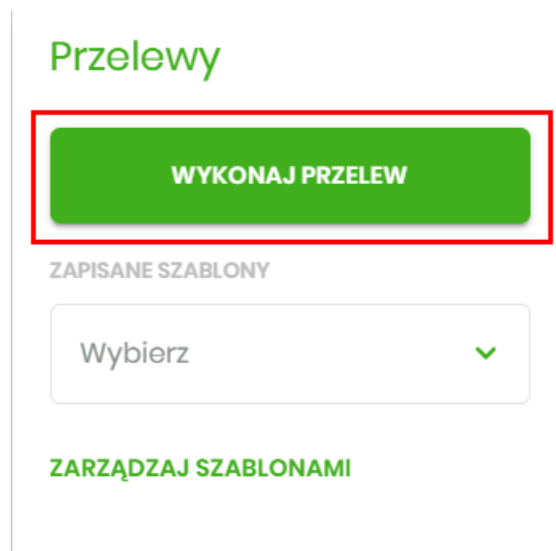 Przelewy
WYKONAJ PRZELEW
ZAPISANE SZABLONY
Wybierz
ZARZĄDZAJ SZABLONAMI